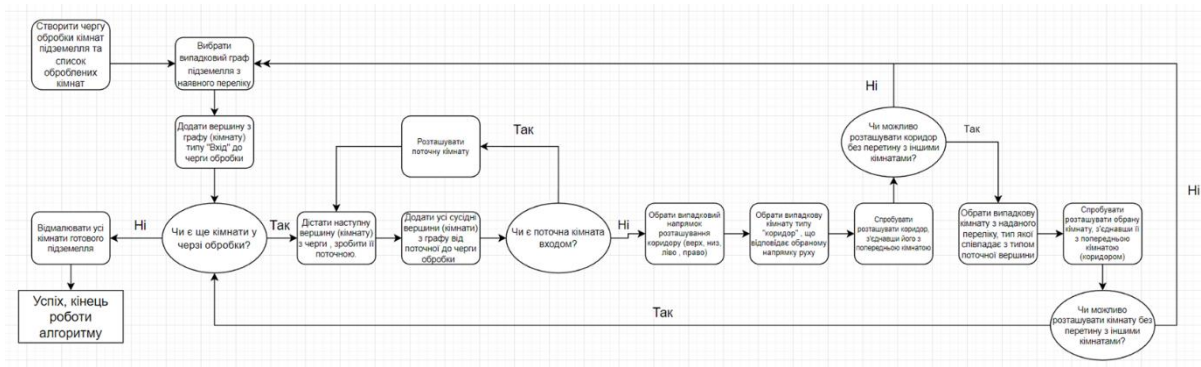 Створити чергу
обробки кімнат
підземелля та
список
оброблених
кімнат
Вибрати
випадковий граф
підземелля з
наявного переліку
Додати вершину з
графу (кімнату)
типу "Вхід" до
черги обробки
Чи є ще кімнати у
черзі обробки?
Ні
Так
Відмалювати усі
кімнати готового
підземелля
Успіх, кінець
роботи
алгоритму
Дістати наступну
вершину (кімнату)
з черги , зробити її
поточною.
Додати усі сусідні
вершини (кімнати)
з графу від
поточної до черги
обробки
Чи є поточна кімната
входом?
Так
Розташувати
поточну кімнату
Ні
Обрати випадковий
напрямок
розташування
коридору (верх, низ,
ліво , право)
Обрати випадкову
кімнату типу
"коридор" , що
відповідає обраному
напрямку руху
Спробувати
розташувати коридор,
з'єднавши його з
попередньою кімнатою
Чи можливо
розташувати коридор
без перетину з іншими
кімнатами?
Ні
Так
Обрати випадкову
кімнату з наданого
переліку, тип якої
співпадає з типом
поточної вершини
Спробувати
розташувати обрану
кімнату, з'єднавши її
з попередньою
кімнатою
(коридором)
Чи можливо
розташувати кімнату без
перетину з іншими
кімнатами?
Так
Ні